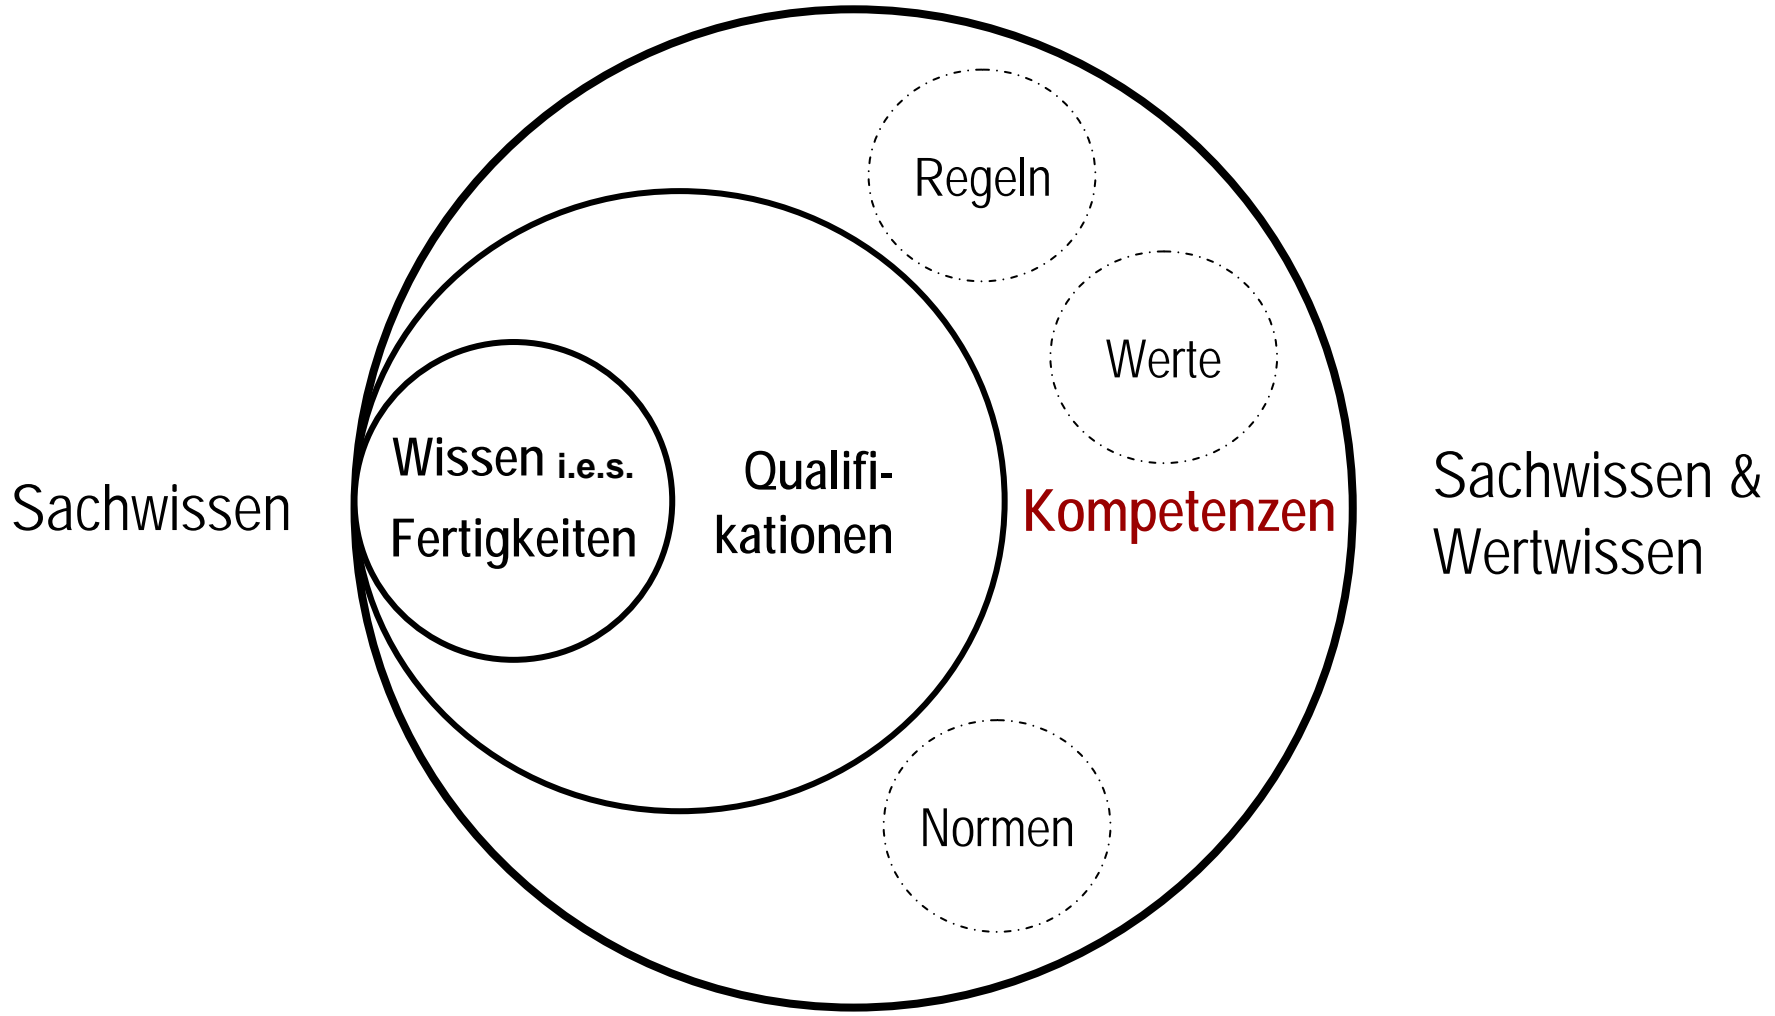 Sachwissen
Wissen i.e.s.
Fertigkeiten
Qualifi-
kationen
Regeln
Werte
Kompetenzen
Normen
Sachwissen &
Wertwissen